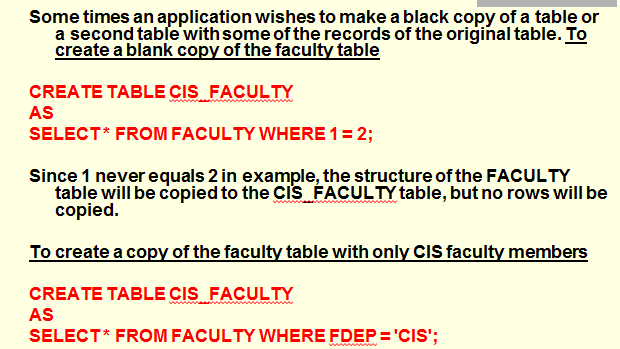 Some times an application wishes to make a black copy of a table or
a second table with some of the records of the original table. To
create a blank copy of the faculty table
CREATE TABLE CIS_FACULTY
AS
SELECT* FROM FACULTY WHERE 1 = 2;
Since 1 never equals 2 in example, the structure of the FACULTY
table will be copied to the CIS_FACULTY table, but no rows will be
copied.
To create a copy of the faculty table with only CIS faculty members
CREATE TABLE CIS_FACULTY
AS
SELECT* FROM FACULTY WHERE FDEP = 'CIS';